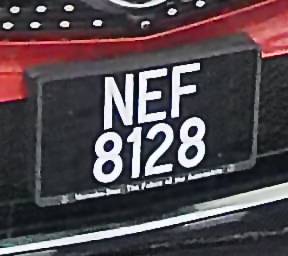 NEF
8128
Mercedes-Benz The Future of the Automobile